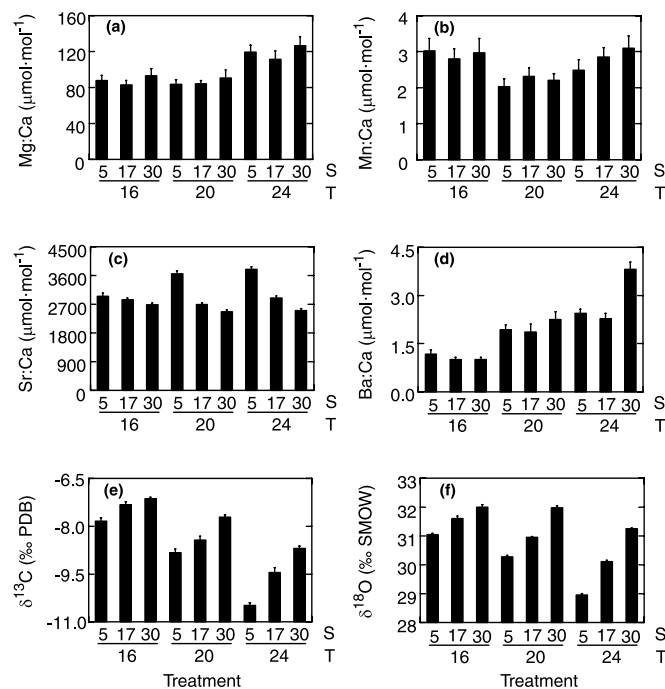 (a)
Mg:Ca (μmol·mol⁻¹)
160
120
80
40
0
5 17 30 5 17 30 5 17 30 S
16 20 24 T
(b)
Mn:Ca (μmol·mol⁻¹)
4
3
2
1
0
5 17 30 5 17 30 5 17 30 S
16 20 24 T
(c)
Sr:Ca (μmol·mol⁻¹)
4500
3600
2700
1800
900
0
5 17 30 5 17 30 5 17 30 S
16 20 24 T
(d)
Ba:Ca (μmol·mol⁻¹)
4.5
3.0
1.5
0.0
5 17 30 5 17 30 5 17 30 S
16 20 24 T
(e)
δ¹³C (‰ PDB)
-6.5
-8.0
-9.5
-11.0
5 17 30 5 17 30 5 17 30 S
16 20 24 T
Treatment
(f)
δ¹⁸O (‰ SMOW)
33
32
31
30
29
28
5 17 30 5 17 30 5 17 30 S
16 20 24 T
Treatment